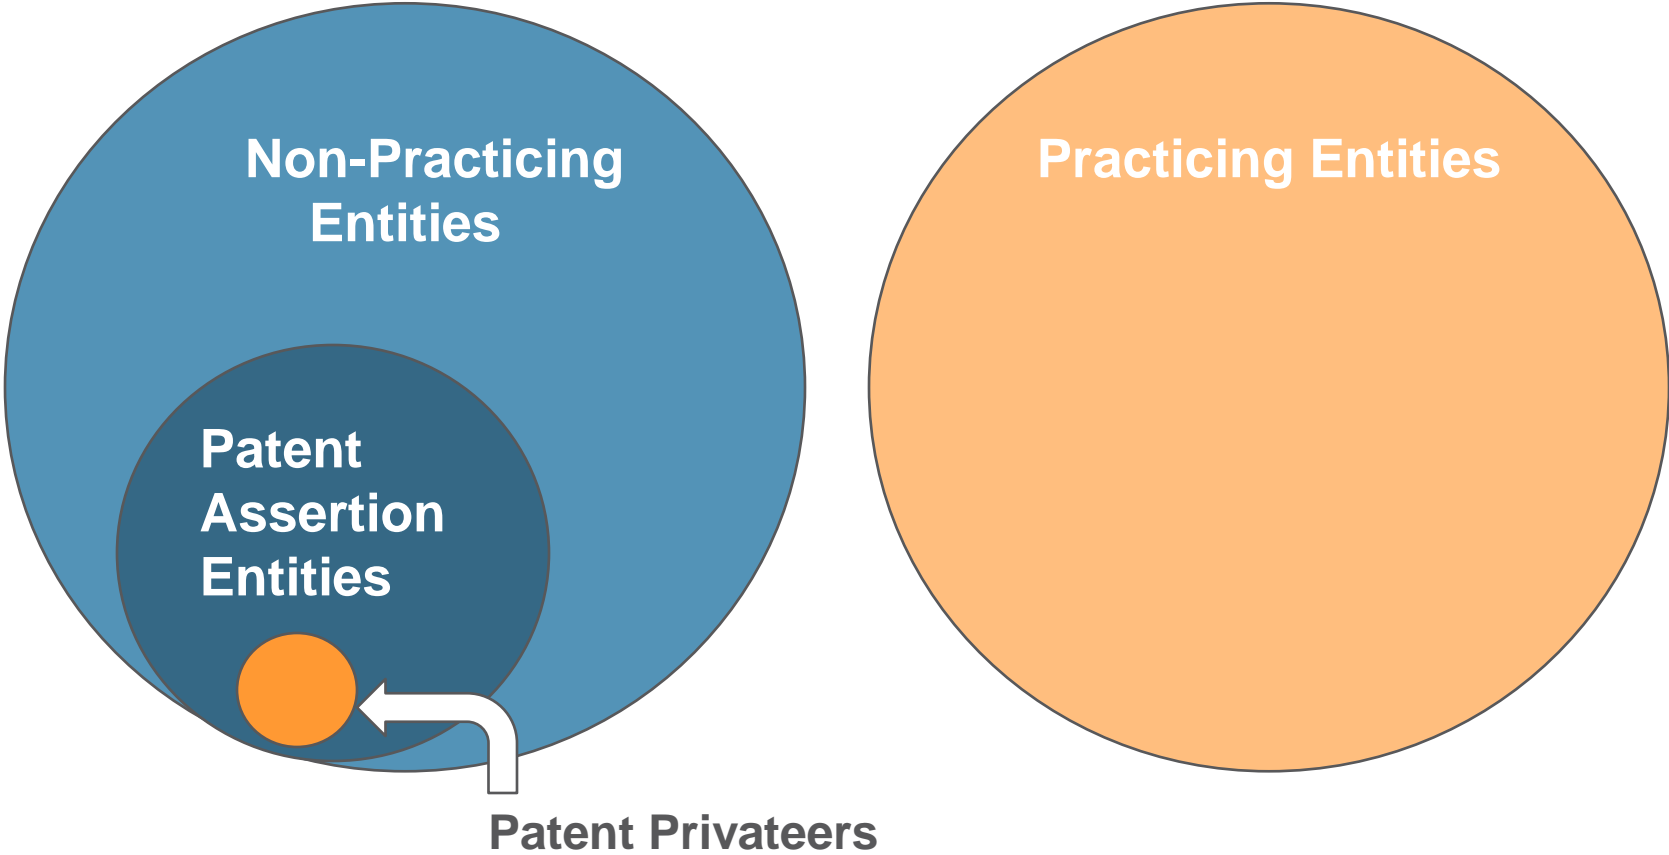 Non-Practicing
Entities
Practicing Entities
Patent
Assertion
Entities
Patent Privateers